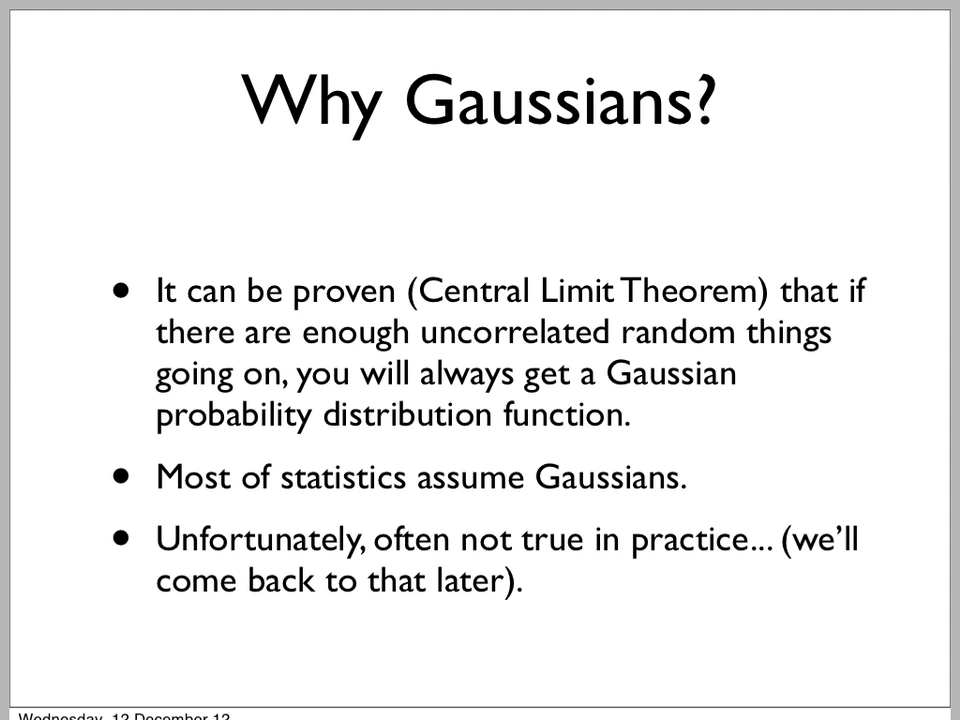 Why Gaussians?
• It can be proven (Central Limit Theorem) that if
there are enough uncorrelated random things
going on, you will always get a Gaussian
probability distribution function.
• Most of statistics assume Gaussians.
• Unfortunately, often not true in practice... (we’ll
come back to that later).
Wednesday, 12 December 12